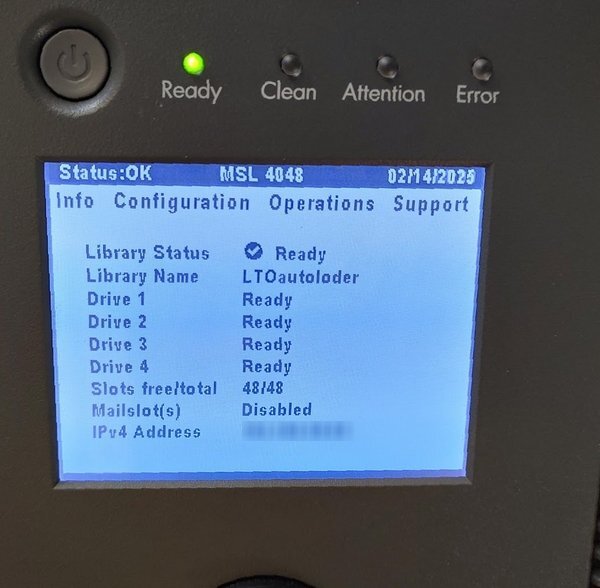 Ready Clean Attention Error
Status:OK MSL 4048 02/14/2025
Info Configuration Operations Support
Library Status Ready
Library Name LTOautoloder
Drive 1 Ready
Drive 2 Ready
Drive 3 Ready
Drive 4 Ready
Slots free/total 48/48
Mailslot(s) Disabled
IPv4 Address